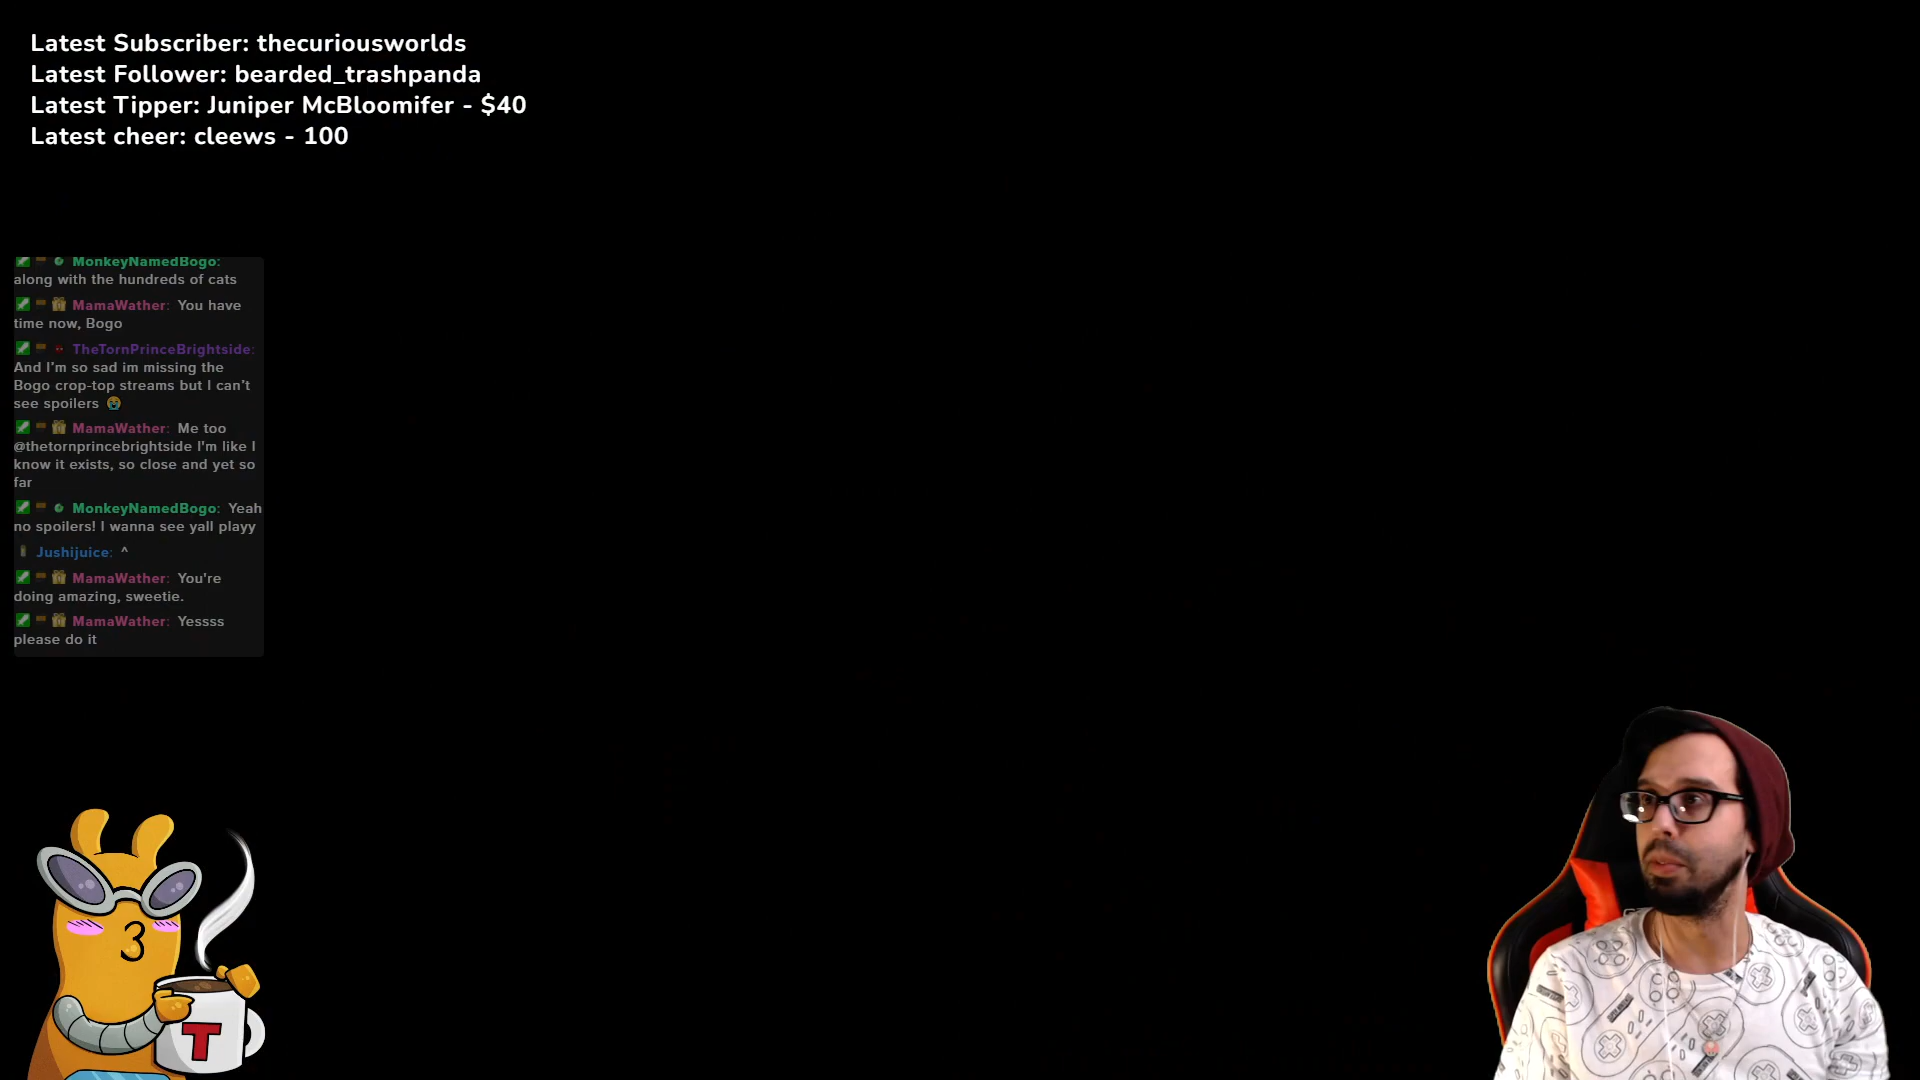 Latest Subscriber: thecuriousworlds
Latest Follower: bearded_trashpanda
Latest Tipper: Juniper McBloomifer - $40
Latest cheer: cleews - 100
MonkeyNamedBogo:
along with the hundreds of cats
MamaWather: You have
time now, Bogo
TheTornPrinceBrightside:
And I’m so sad im missing the
Bogo crop-top streams but I can’t
see spoilers 😭
MamaWather: Me too
@thetornprincebrightside I'm like I
know it exists, so close and yet so
far
MonkeyNamedBogo: Yeah
no spoilers! I wanna see yall playy
Jushijuice: ^
MamaWather: You're
doing amazing, sweetie.
MamaWather: Yessss
please do it
T